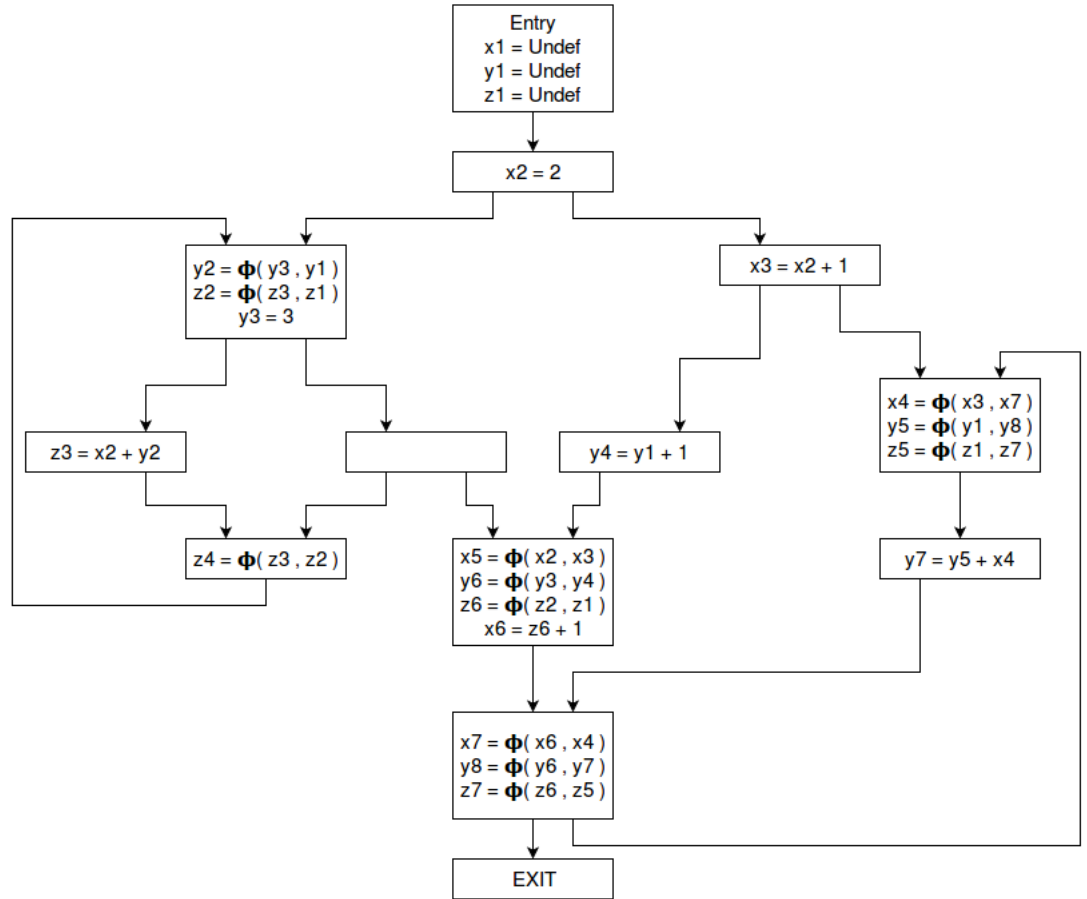 Entry
x1 = Undef
y1 = Undef
z1 = Undef
x2 = 2
y2 = Φ( y3 , y1 )
z2 = Φ( z3 , z1 )
y3 = 3
x3 = x2 + 1
x4 = Φ( x3 , x7 )
y5 = Φ( y1 , y8 )
z5 = Φ( z1 , z7 )
z3 = x2 + y2
y4 = y1 + 1
z4 = Φ( z3 , z2 )
x5 = Φ( x2 , x3 )
y6 = Φ( y3 , y4 )
z6 = Φ( z2 , z1 )
x6 = z6 + 1
y7 = y5 + x4
x7 = Φ( x6 , x4 )
y8 = Φ( y6 , y7 )
z7 = Φ( z6 , z5 )
EXIT